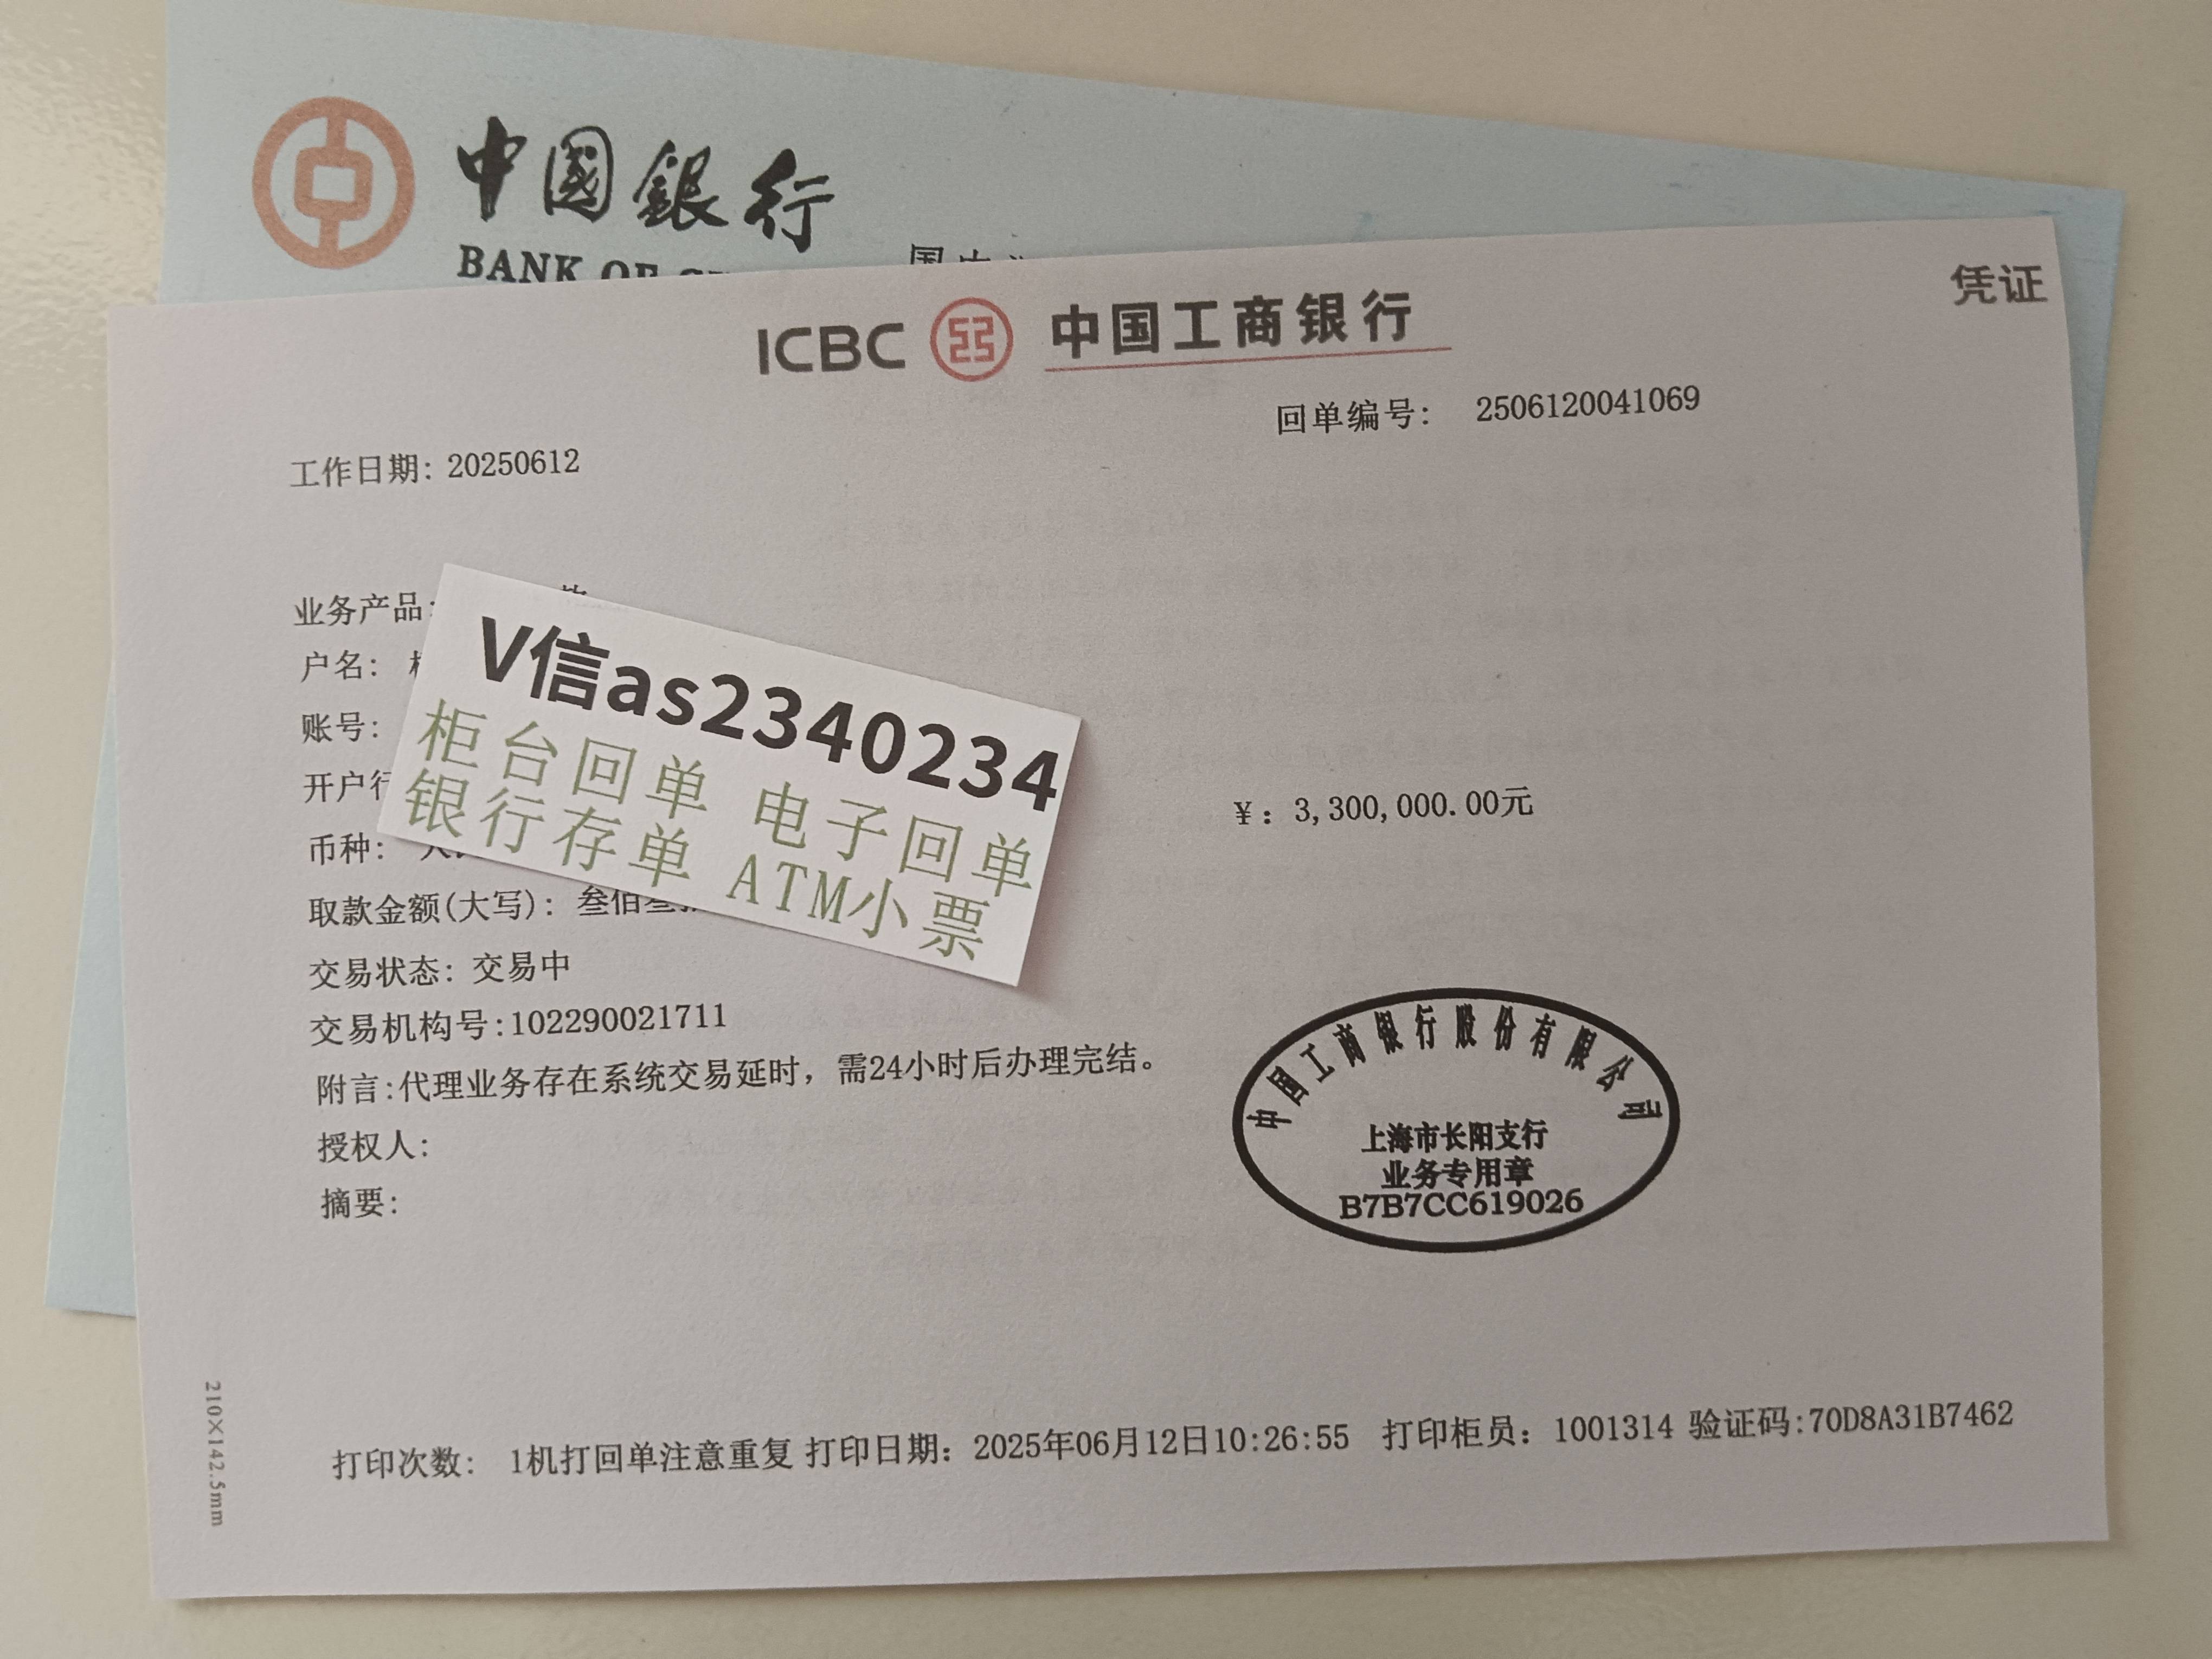 中國銀行
BANK OF
ICBC 中国工商银行
凭证
回单编号: 2506120041069
工作日期: 20250612
业务产品:
户名:
账号:
开户行
币种:
¥: 3,300,000.00元
取款金额(大写): 叁佰叁
交易状态: 交易中
交易机构号:102290021711
附言:代理业务存在系统交易延时，需24小时后办理完结。
授权人:
摘要:
V信as2340234
柜台回单 电子回单
银行存单 ATM小票
中国工商银行股份有限公司
上海市长阳支行
业务专用章
B7B7CC619026
打印次数: 1机打回单注意重复 打印日期: 2025年06月12日10:26:55 打印柜员: 1001314 验证码:70D8A31B7462
210×142.5mm